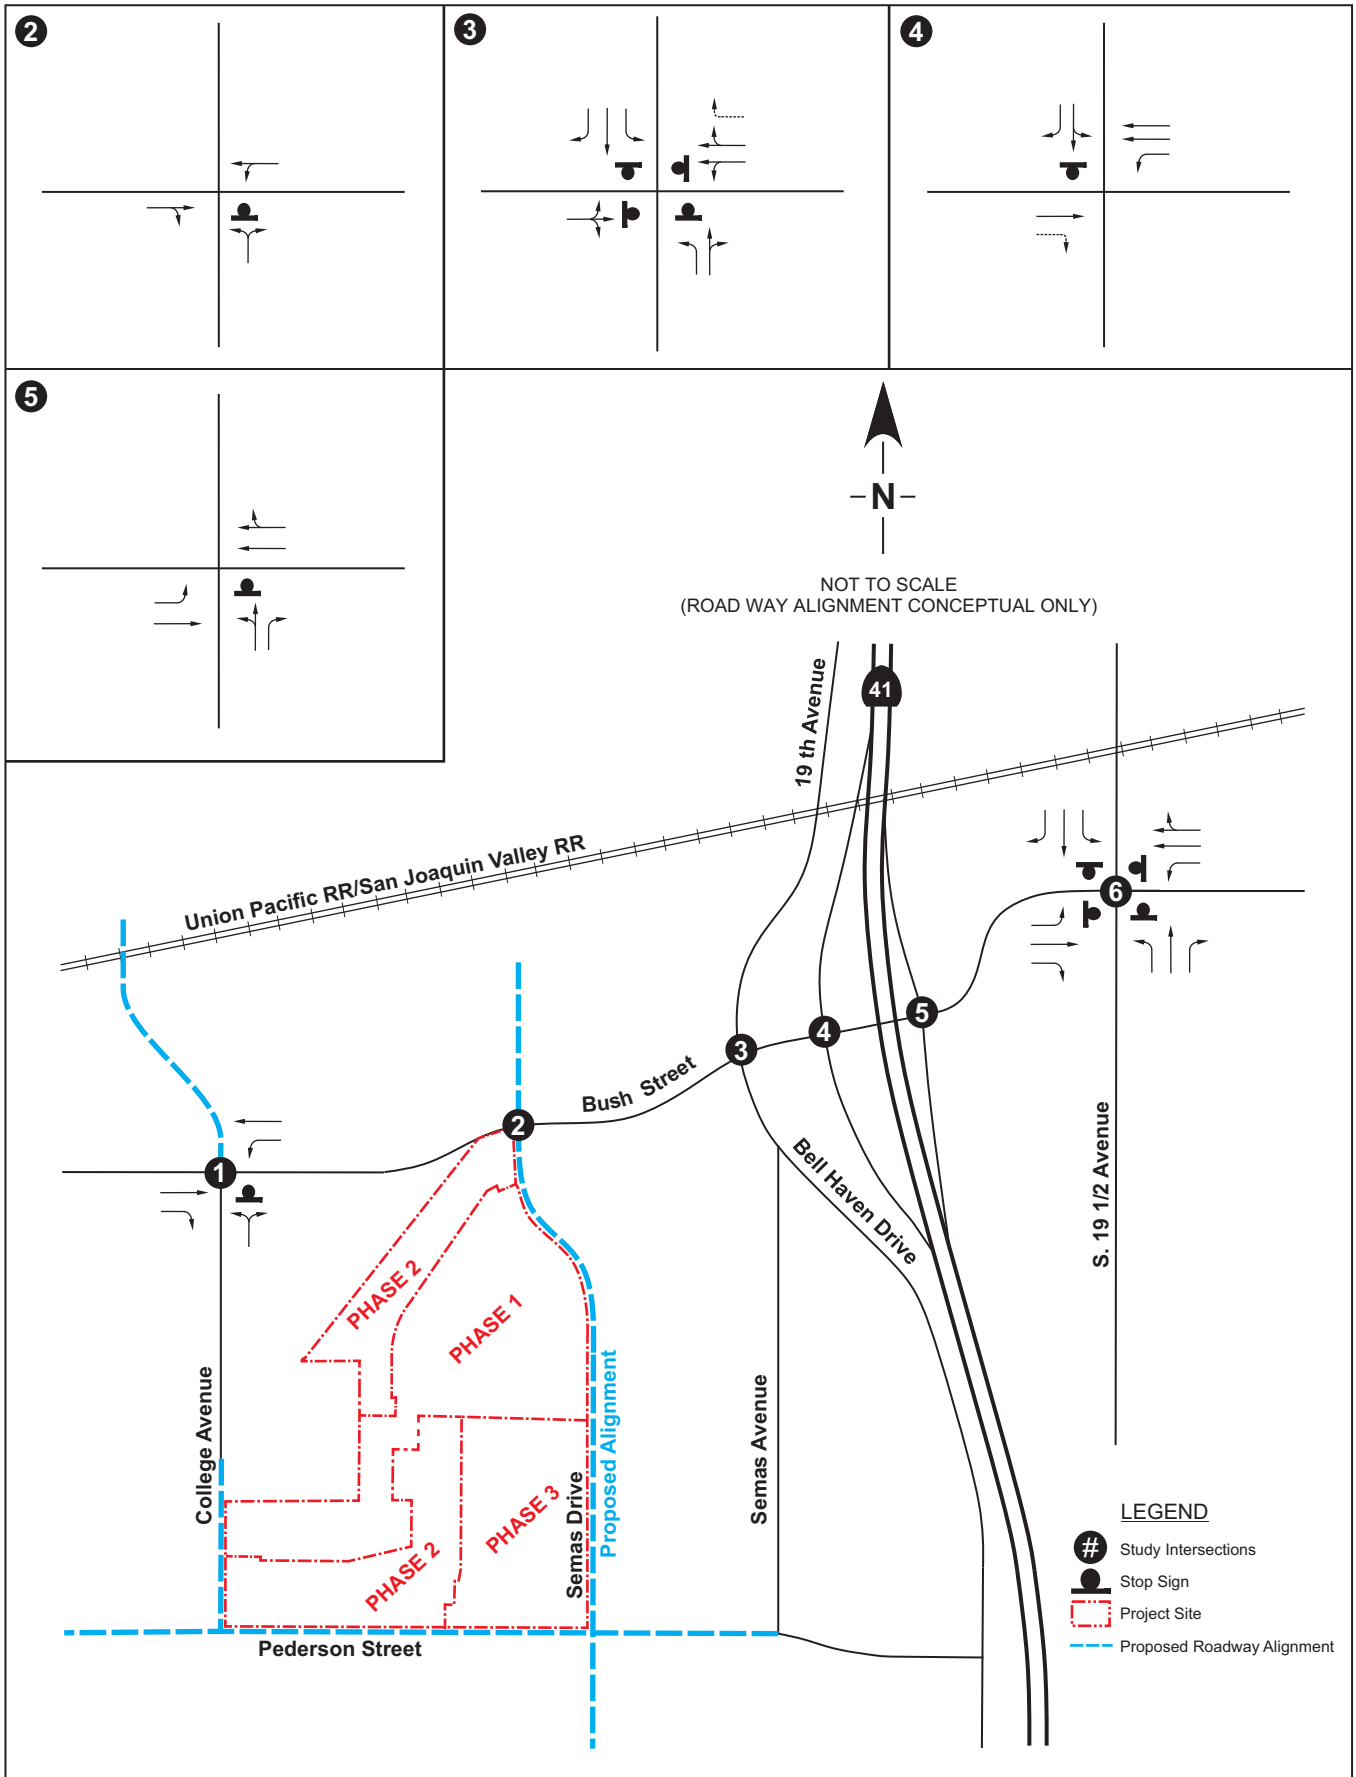 2
3
4
5
N
NOT TO SCALE
(ROAD WAY ALIGNMENT CONCEPTUAL ONLY)
19 th Avenue
41
Union Pacific RR/San Joaquin Valley RR
6
5
4
3
Bush Street
2
1
Bell Haven Drive
S. 19 1/2 Avenue
PHASE 2
PHASE 1
College Avenue
Proposed Alignment
Semas Avenue
Semas Drive
PHASE 3
PHASE 2
Pederson Street
LEGEND
# Study Intersections
Stop Sign
Project Site
Proposed Roadway Alignment